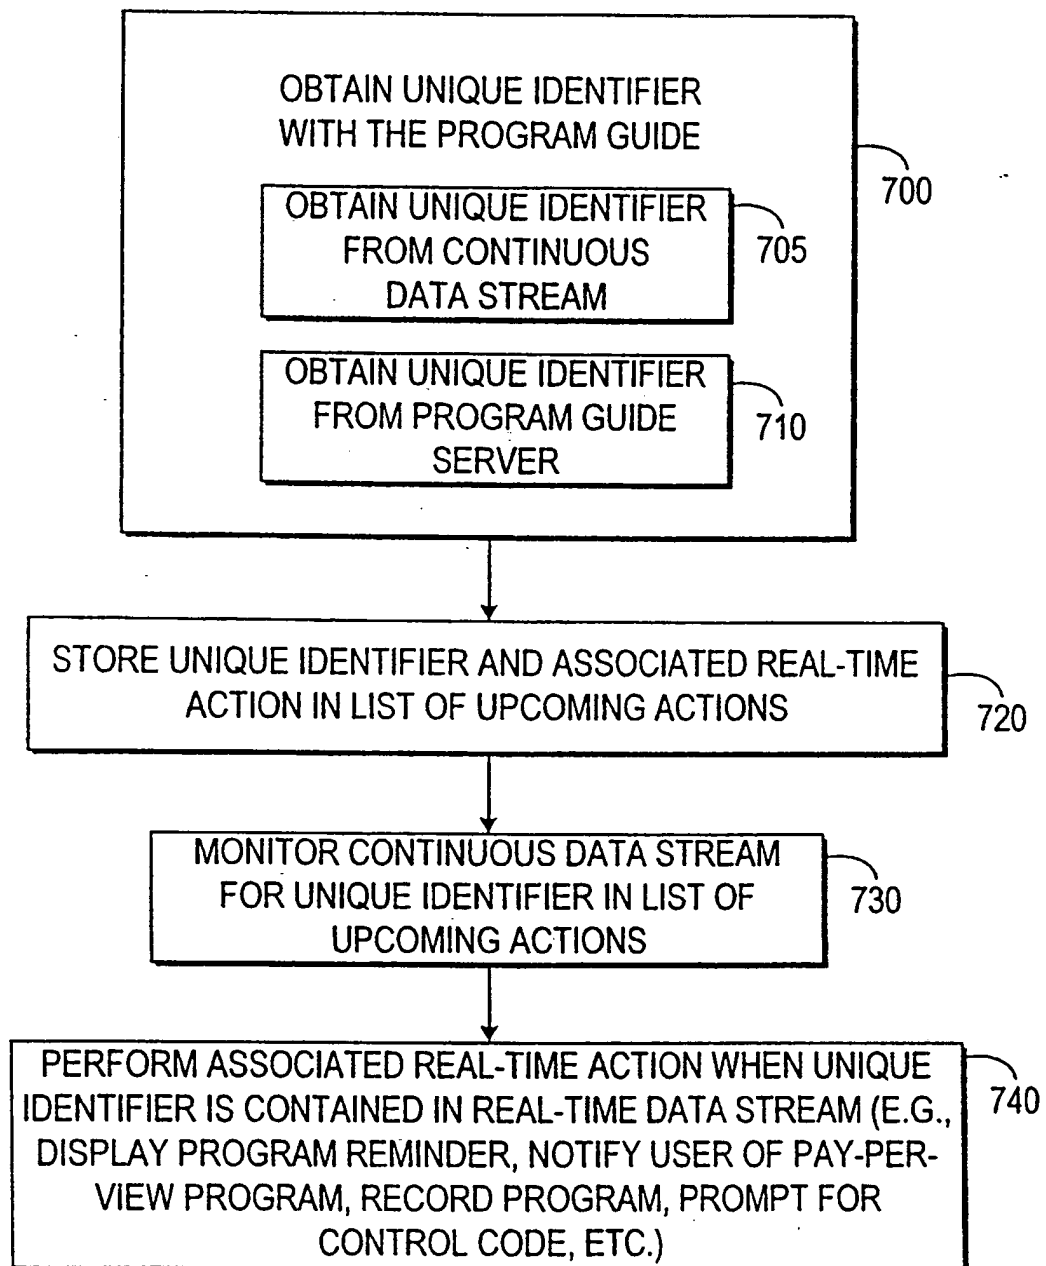 OBTAIN UNIQUE IDENTIFIER
WITH THE PROGRAM GUIDE
700
OBTAIN UNIQUE IDENTIFIER
FROM CONTINUOUS
DATA STREAM
705
OBTAIN UNIQUE IDENTIFIER
FROM PROGRAM GUIDE
SERVER
710
STORE UNIQUE IDENTIFIER AND ASSOCIATED REAL-TIME
ACTION IN LIST OF UPCOMING ACTIONS
720
MONITOR CONTINUOUS DATA STREAM
FOR UNIQUE IDENTIFIER IN LIST OF
UPCOMING ACTIONS
730
PERFORM ASSOCIATED REAL-TIME ACTION WHEN UNIQUE
IDENTIFIER IS CONTAINED IN REAL-TIME DATA STREAM (E.G.,
DISPLAY PROGRAM REMINDER, NOTIFY USER OF PAY-PER-
VIEW PROGRAM, RECORD PROGRAM, PROMPT FOR
CONTROL CODE, ETC.)
740